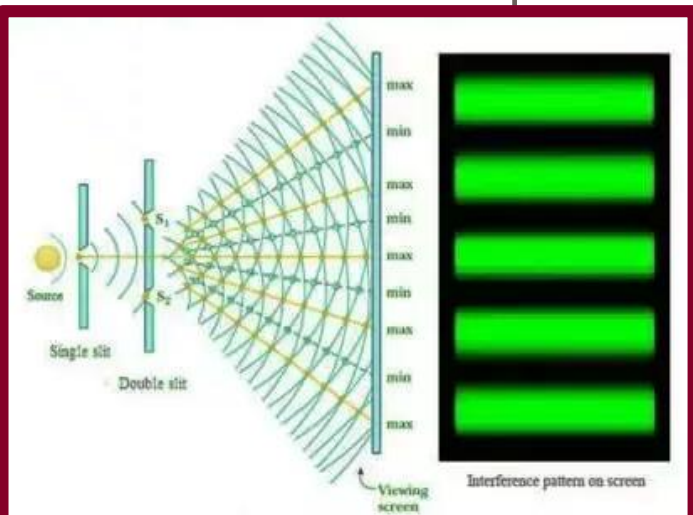 max
min
max
S1
min
max
Source
S2
min
max
Single slit
min
Double slit
max
Viewing
screen
Interference pattern on screen